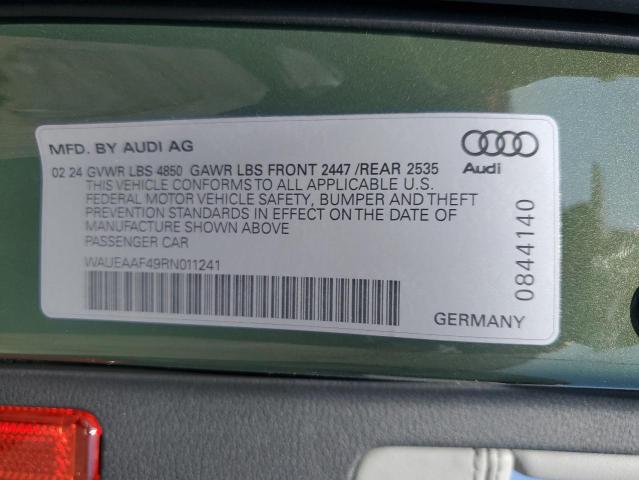 MFD. BY AUDI AG
02 24 GVWR LBS 4850 GAWR LBS FRONT 2447 /REAR 2535
THIS VEHICLE CONFORMS TO ALL APPLICABLE U.S.
FEDERAL MOTOR VEHICLE SAFETY, BUMPER AND THEFT
PREVENTION STANDARDS IN EFFECT ON THE DATE OF
MANUFACTURE SHOWN ABOVE
PASSENGER CAR
WAUEAAF49RN011241
Audi
0844140
GERMANY